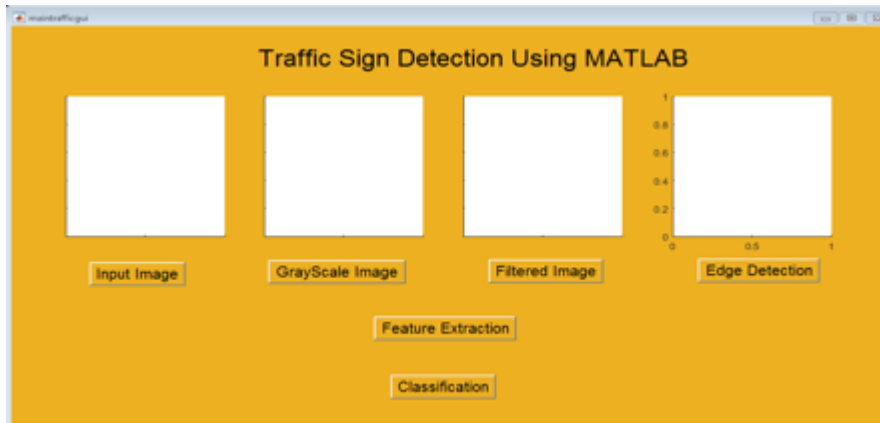 maintrafficgui
Traffic Sign Detection Using MATLAB
1
0.8
0.6
0.4
0.2
0
0 0.5 1
Input Image GrayScale Image Filtered Image Edge Detection
Feature Extraction
Classification